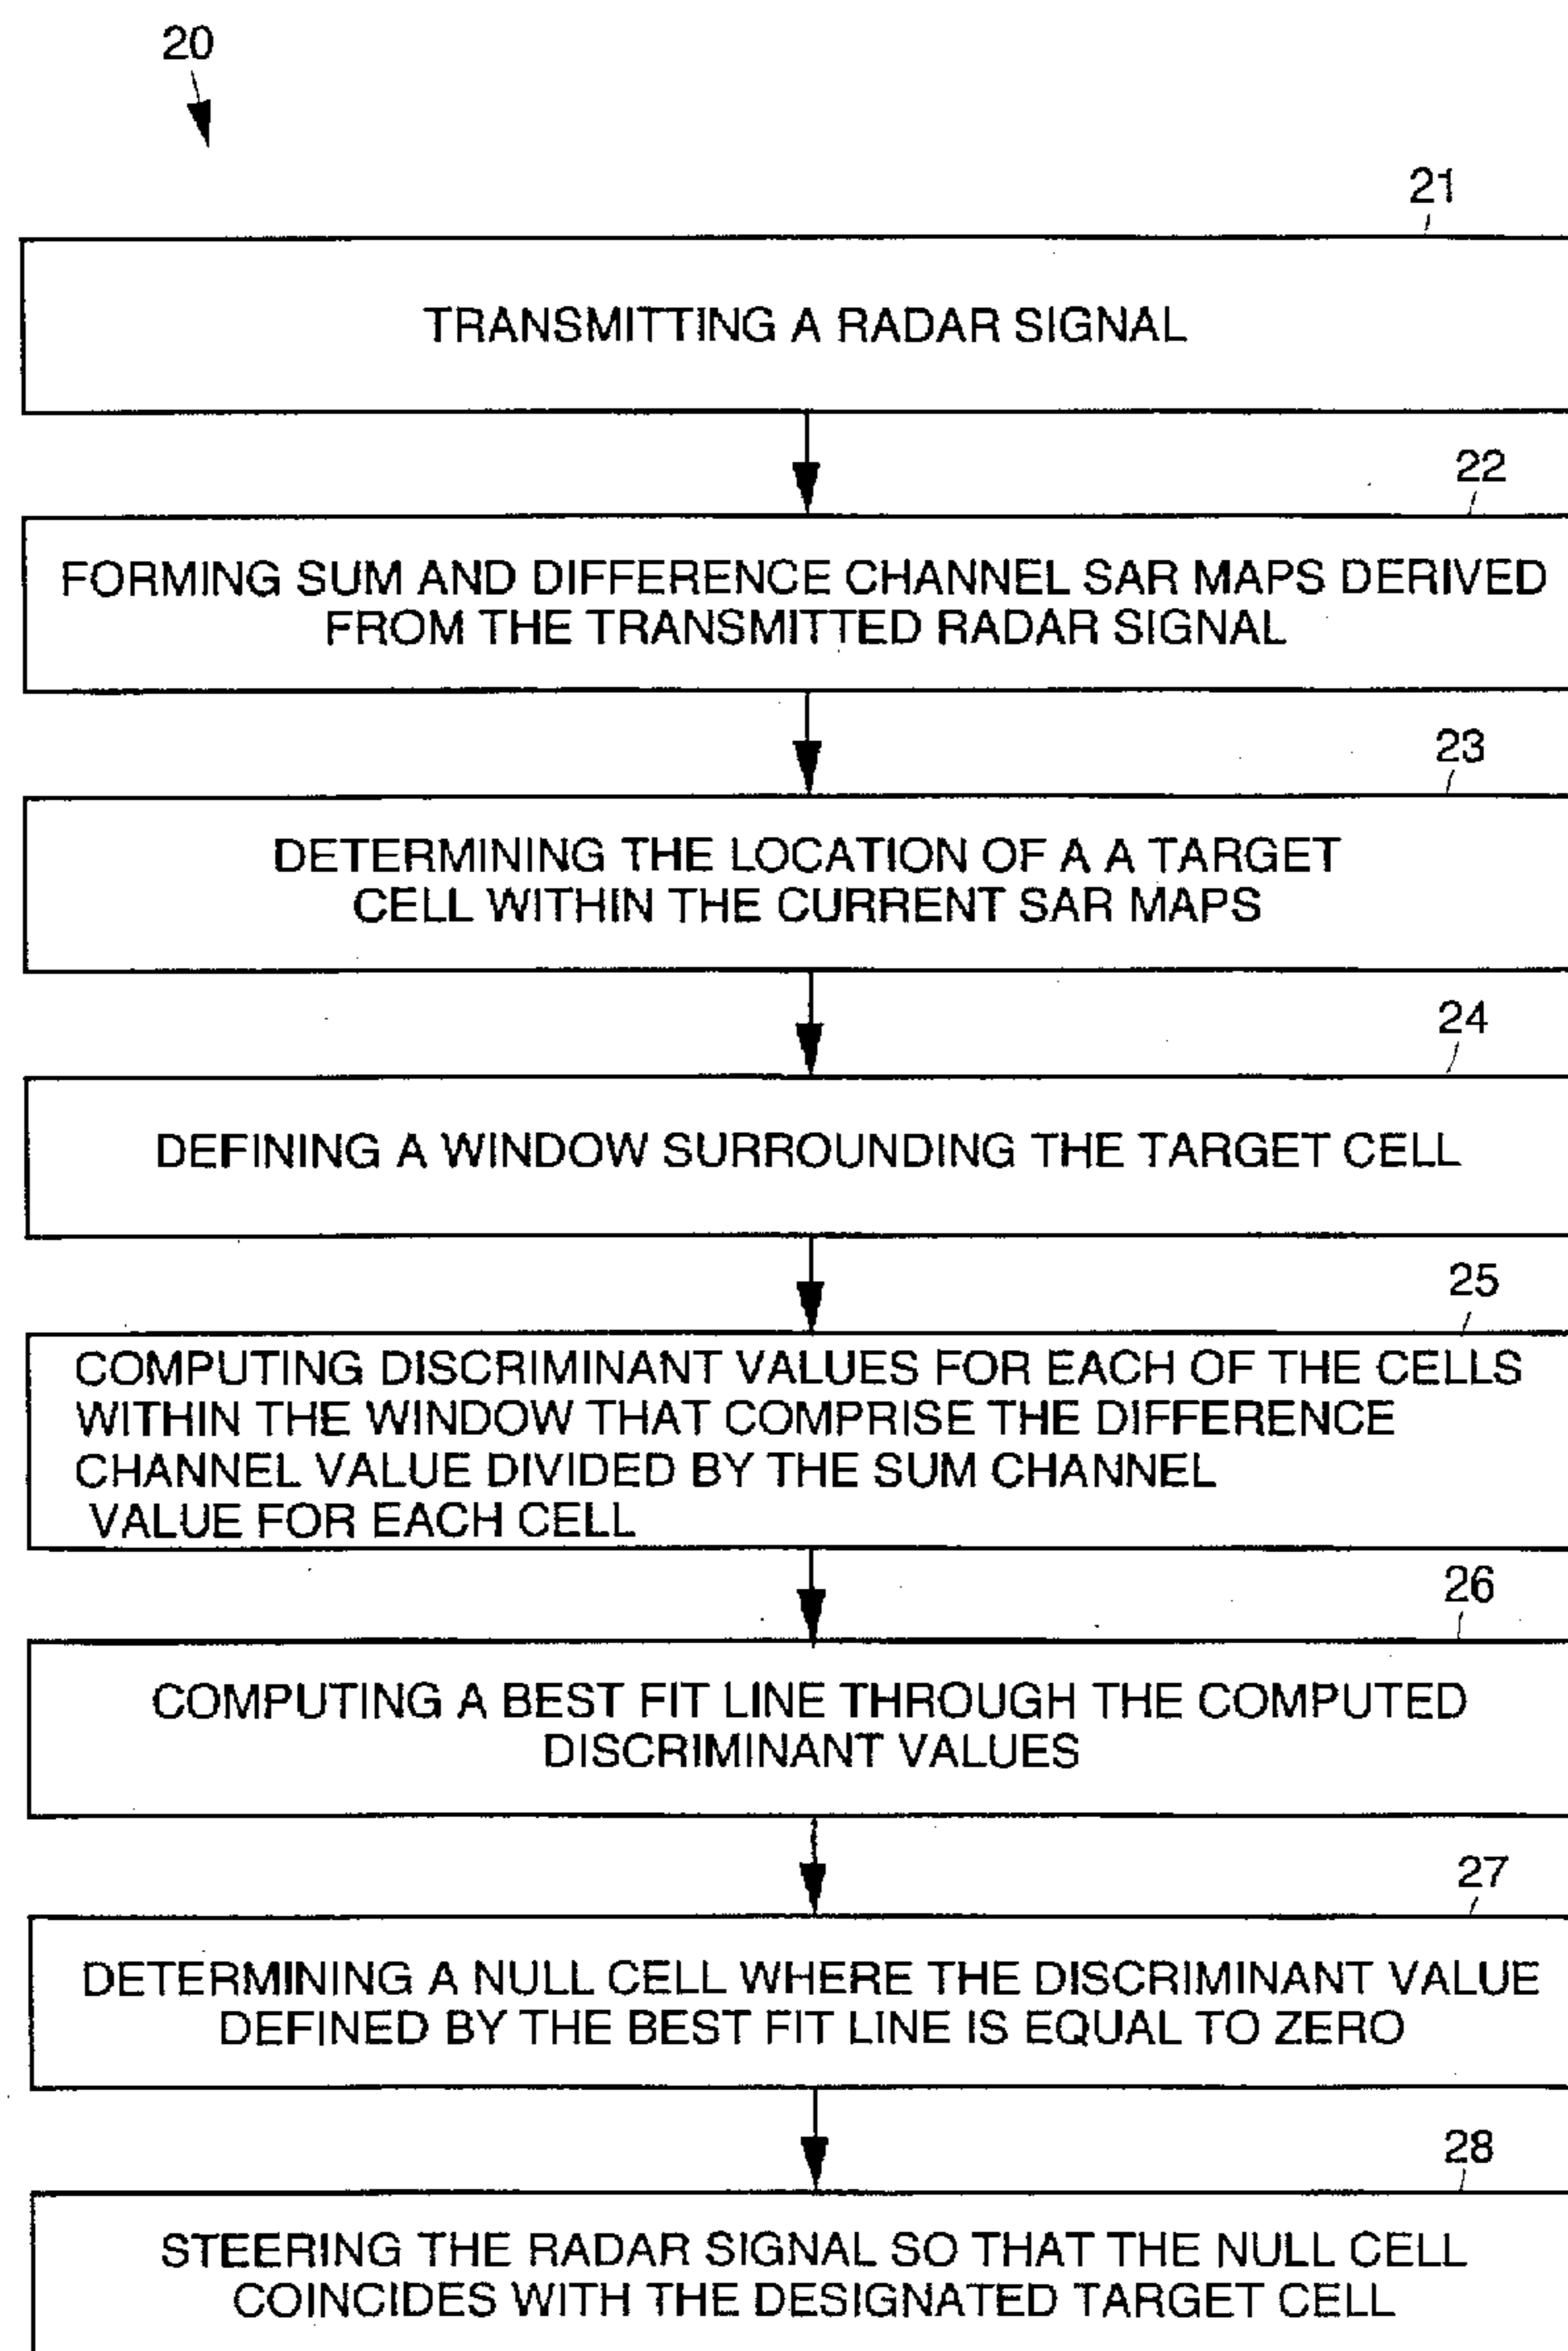 20
21
TRANSMITTING A RADAR SIGNAL
22
FORMING SUM AND DIFFERENCE CHANNEL SAR MAPS DERIVED
FROM THE TRANSMITTED RADAR SIGNAL
23
DETERMINING THE LOCATION OF A A TARGET
CELL WITHIN THE CURRENT SAR MAPS
24
DEFINING A WINDOW SURROUNDING THE TARGET CELL
25
COMPUTING DISCRIMINANT VALUES FOR EACH OF THE CELLS
WITHIN THE WINDOW THAT COMPRISE THE DIFFERENCE
CHANNEL VALUE DIVIDED BY THE SUM CHANNEL
VALUE FOR EACH CELL
26
COMPUTING A BEST FIT LINE THROUGH THE COMPUTED
DISCRIMINANT VALUES
27
DETERMINING A NULL CELL WHERE THE DISCRIMINANT VALUE
DEFINED BY THE BEST FIT LINE IS EQUAL TO ZERO
28
STEERING THE RADAR SIGNAL SO THAT THE NULL CELL
COINCIDES WITH THE DESIGNATED TARGET CELL